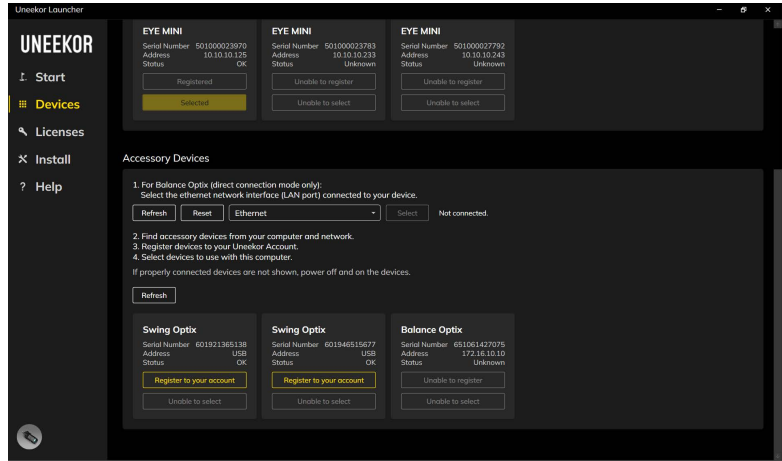 Uneekor Launcher
UNEEKOR
Start
Devices
Licenses
Install
? Help
EYE MINI
Serial Number 501000023970
Address 10.10.10.125
Status OK
Registered
Selected
EYE MINI
Serial Number 501000023783
Address 10.10.10.233
Status Unknown
Unable to register
Unable to select
EYE MINI
Serial Number 501000027792
Address 10.10.10.243
Status Unknown
Unable to register
Unable to select
Accessory Devices
1. For Balance Optix (direct connection mode only):
Select the ethernet network interface (LAN port) connected to your device.
Refresh Reset Ethernet Select Not connected.
2. Find accessory devices from your computer and network.
3. Register devices to your Uneekor Account.
4. Select devices to use with this computer.
If properly connected devices are not shown, power off and on the devices.
Refresh
Swing Optix
Serial Number 601921365138
Address USB
Status OK
Register to your account
Unable to select
Swing Optix
Serial Number 601946515677
Address USB
Status OK
Register to your account
Unable to select
Balance Optix
Serial Number 651061427075
Address 172.16.10.10
Status Unknown
Unable to register
Unable to select